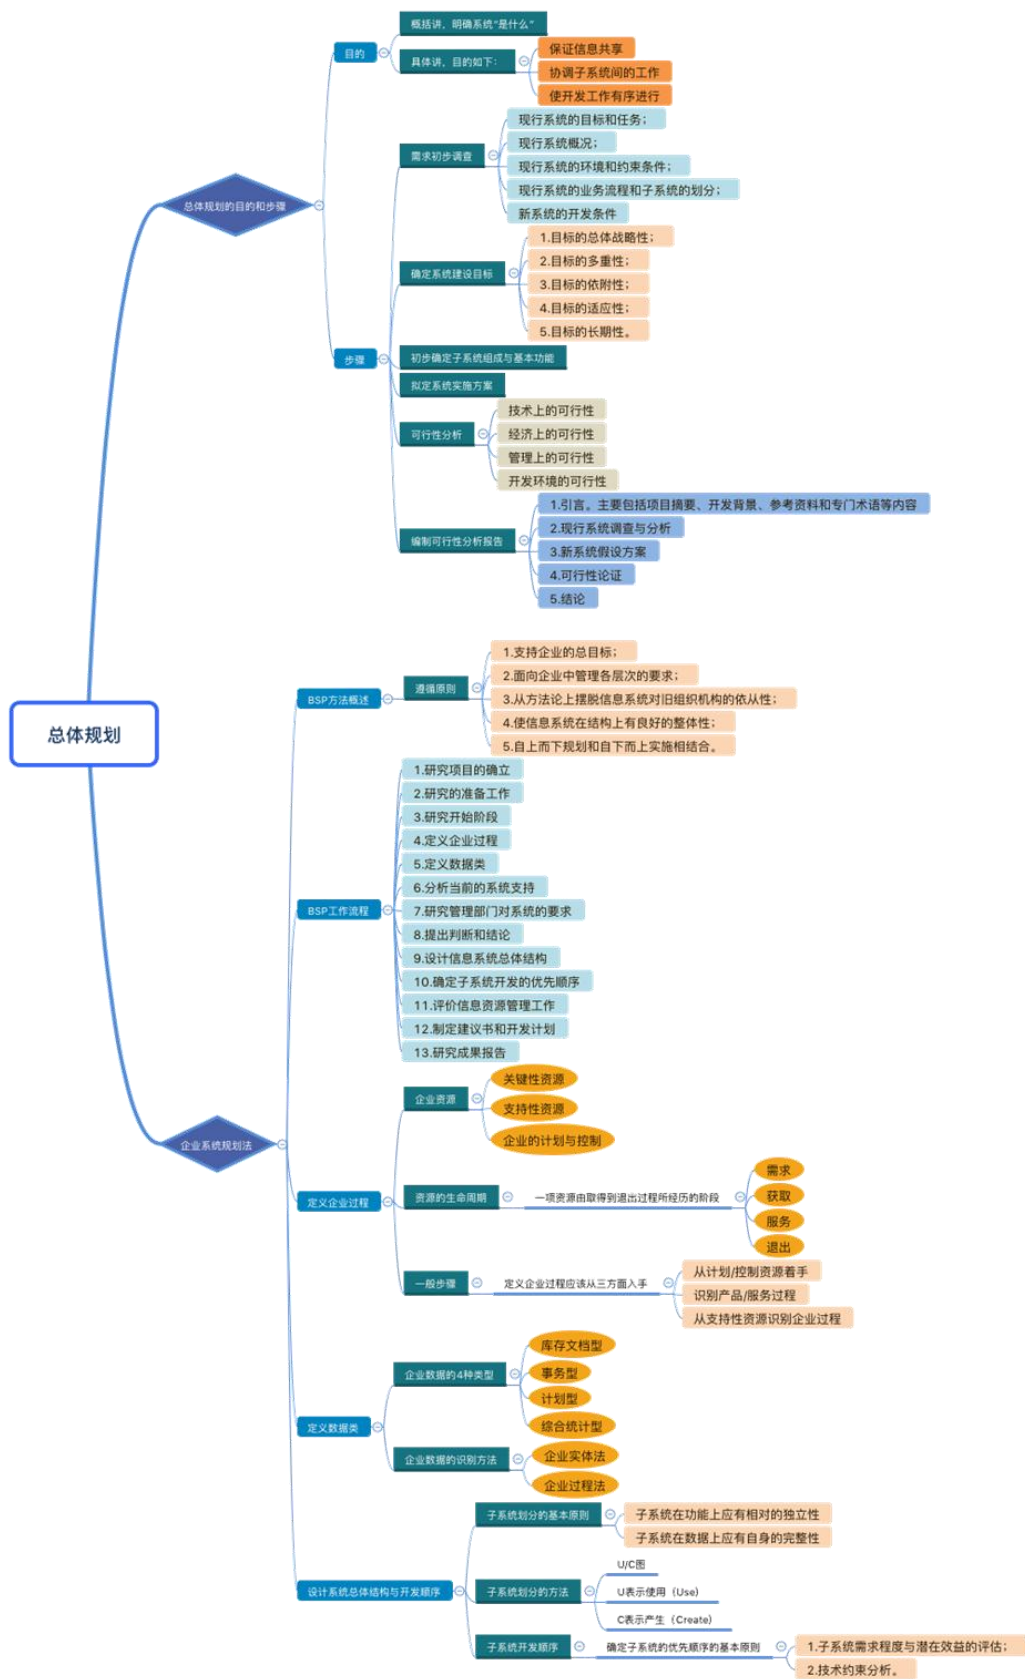 总体规划
总体规划的目的和步骤
目的
概括讲，明确系统“是什么”
具体讲，目的如下：
保证信息共享
协调子系统间的工作
使开发工作有序进行
步骤
需求初步调查
现行系统的目标和任务；
现行系统概况；
现行系统的环境和约束条件；
现行系统的业务流程和子系统的划分；
新系统的开发条件
确定系统建设目标
1.目标的总体战略性；
2.目标的多重性；
3.目标的依附性；
4.目标的适应性；
5.目标的长期性。
初步确定子系统组成与基本功能
拟定系统实施方案
可行性分析
技术上的可行性
经济上的可行性
管理上的可行性
开发环境的可行性
编制可行性分析报告
1.引言。主要包括项目摘要、开发背景、参考资料和专门术语等内容
2.现行系统调查与分析
3.新系统假设方案
4.可行性论证
5.结论
企业系统规划法
BSP方法概述
遵循原则
1.支持企业的总目标；
2.面向企业中管理各层次的要求；
3.从方法论上摆脱信息系统对旧组织机构的依从性；
4.使信息系统在结构上有良好的整体性；
5.自上而下规划和自下而上实施相结合。
BSP工作流程
1.研究项目的确立
2.研究的准备工作
3.研究开始阶段
4.定义企业过程
5.定义数据类
6.分析当前的系统支持
7.研究管理部门对系统的要求
8.提出判断和结论
9.设计信息系统总体结构
10.确定子系统开发的优先顺序
11.评价信息资源管理工作
12.制定建议书和开发计划
13.研究成果报告
定义企业过程
企业资源
关键性资源
支持性资源
企业的计划与控制
资源的生命周期
一项资源由取得到退出过程所经历的阶段
需求
获取
服务
退出
一般步骤
定义企业过程应该从三方面入手
从计划/控制资源着手
识别产品/服务过程
从支持性资源识别企业过程
定义数据类
企业数据的4种类型
库存文档型
事务型
计划型
综合统计型
企业数据的识别方法
企业实体法
企业过程法
设计系统总体结构与开发顺序
子系统划分的基本原则
子系统在功能上应有相对的独立性
子系统在数据上应有自身的完整性
子系统划分的方法
U/C图
U表示使用（Use）
C表示产生（Create）
子系统开发顺序
确定子系统的优先顺序的基本原则
1.子系统需求程度与潜在效益的评估；
2.技术约束分析。